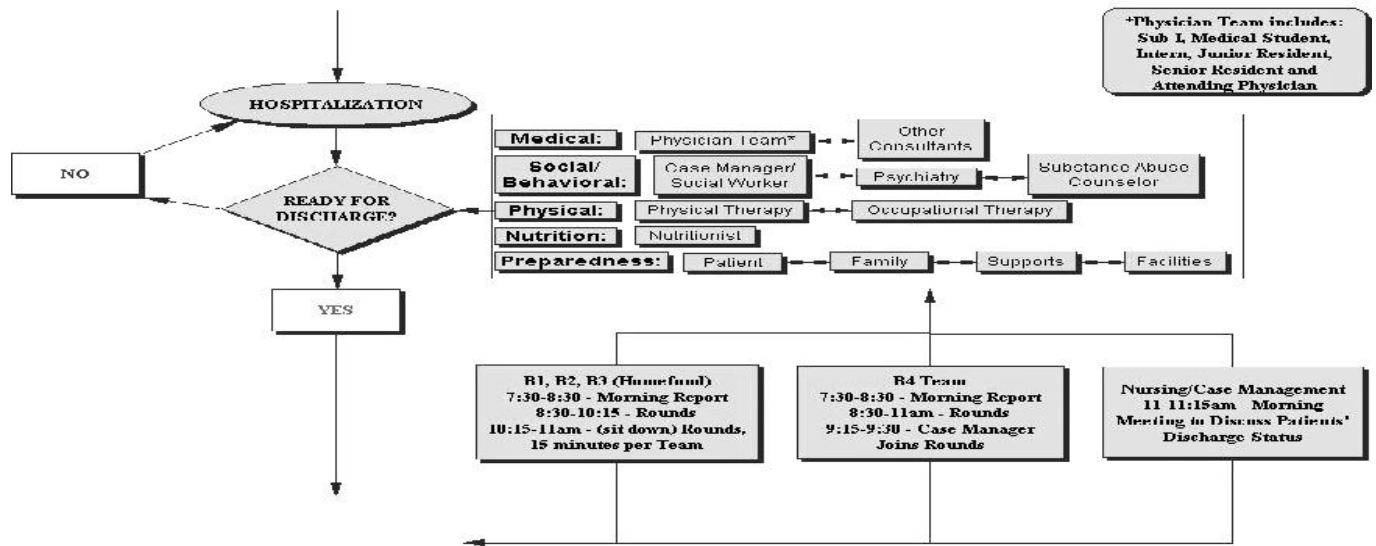 *Physician Team includes:
Sub I, Medical Student,
Intern, Junior Resident,
Senior Resident and
Attending Physician
HOSPITALIZATION
NO
READY FOR
DISCHARGE?
YES
Medical:
Physician Team*
Other
Consultants
Social/
Behavioral:
Case Manager/
Social Worker
Psychiatry
Substance Abuse
Counselor
Physical:
Physical Therapy
Occupational Therapy
Nutrition:
Nutritionist
Preparedness:
Patient
Family
Supports
Facilities
B1, B2, B3
7:30-8:30 - Morning Report
8:30-10:15 - Rounds
10:15-11am - (sit down) Rounds,
15 minutes per Team
B4 Team
7:30-8:30 - Morning Report
8:30-11am - Rounds
9:15-9:30 - Case Manager
Joins Rounds
Nursing/Case Management
11-11:15am - Morning
Meeting to Discuss Patients'
Discharge Status